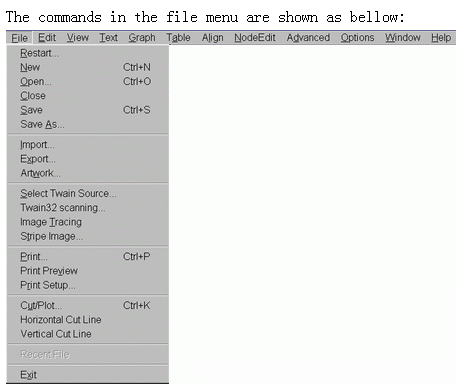 The commands in the file menu are shown as bellow:
File Edit View Text Graph Table Align NodeEdit Advanced Options Window Help
Restart...
New Ctrl+N
Open... Ctrl+O
Close
Save Ctrl+S
Save As...
Import...
Export...
Artwork...
Select Twain Source...
Twain32 scanning...
Image Tracing
Stripe Image...
Print... Ctrl+P
Print Preview
Print Setup...
Cut/Plot... Ctrl+K
Horizontal Cut Line
Vertical Cut Line
Recent File
Exit